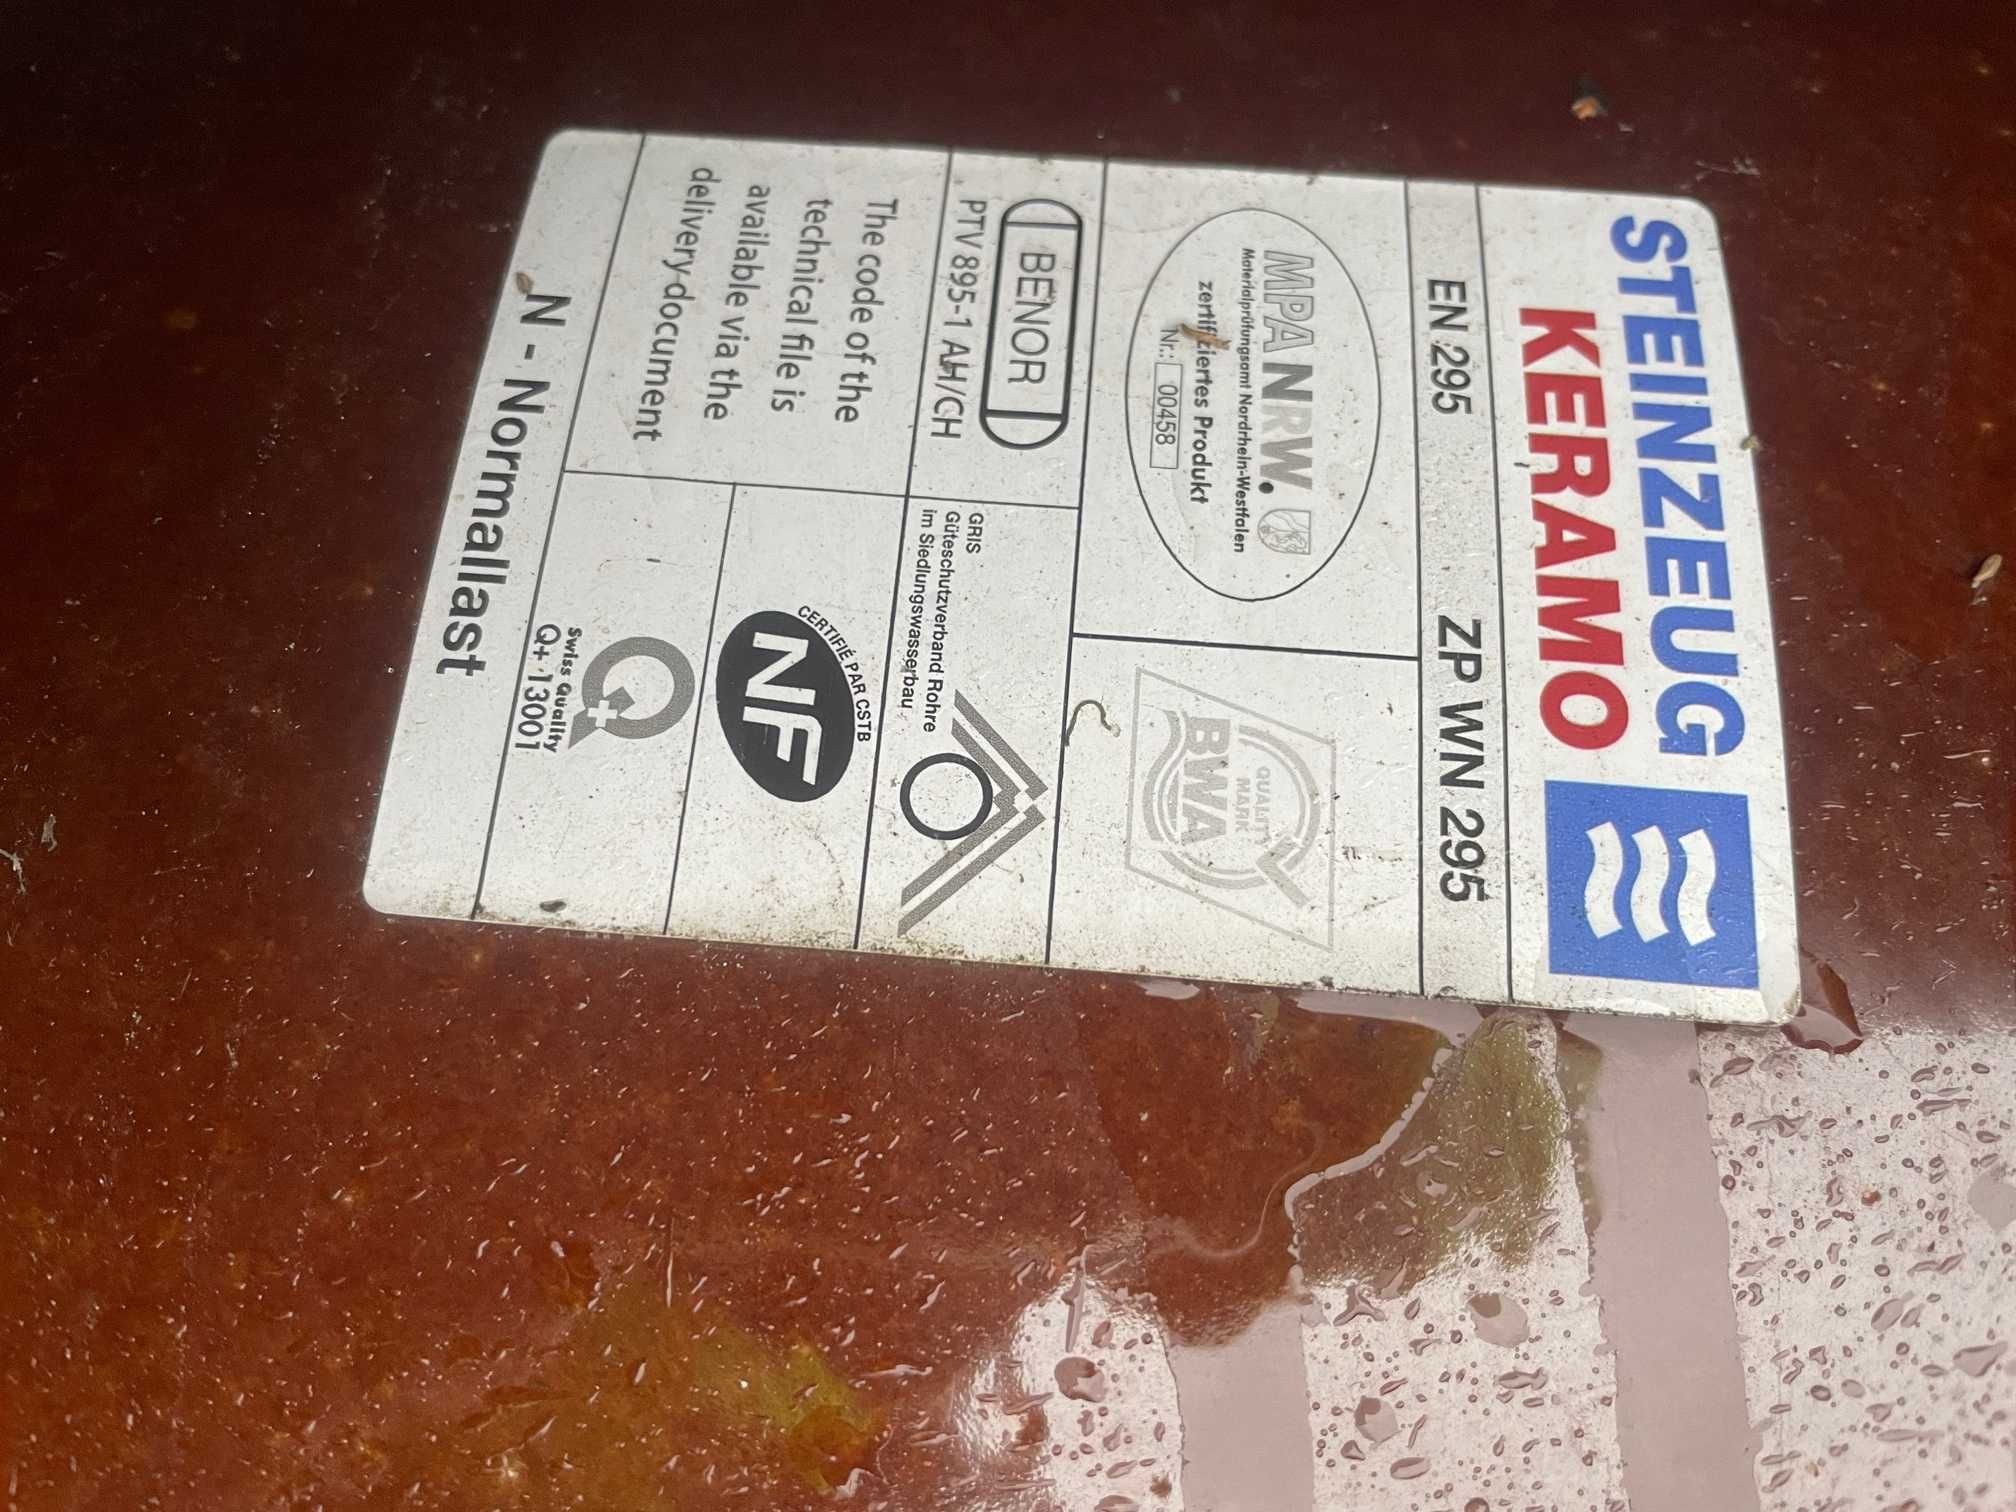 STEINZEUG
KERAMO
EN 295 ZP WN 295
MPANRW.
Materialprüfungsamt Nordrhein-Westfalen
zertifiziertes Produkt
Nr.: 00458
QUALITY
MARK
BWA
BENOR
PTV 895-1 AH/CH
GRIS
Güteschutzverband Rohre
im Siedlungswasserbau
The code of the
technical file is
available via the
delivery-document
CERTIFIÉ PAR CSTB
NF
Swiss Quality
Q+ 13001
N - Normallast